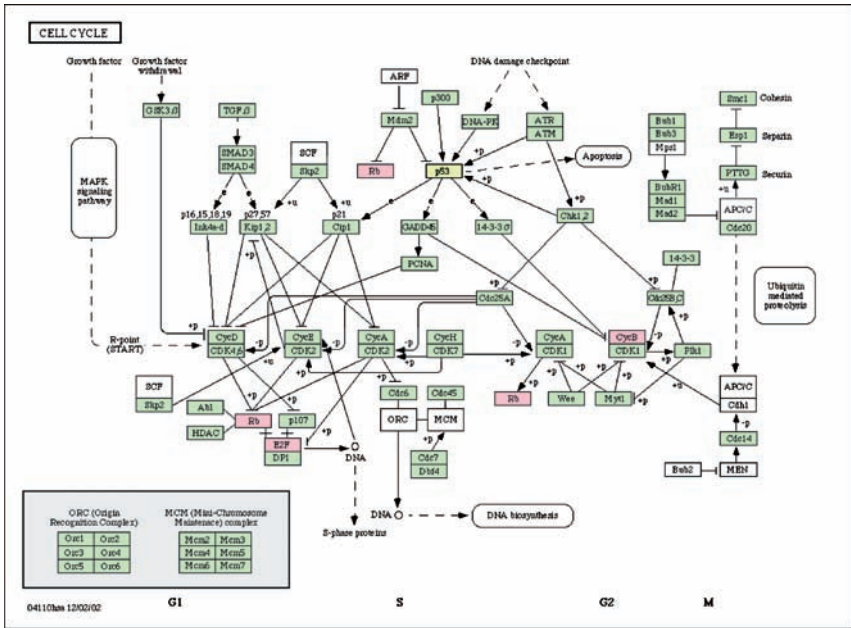 CELL CYCLE
Growth factor
Growth factor
withdrawal
GSK3β
TGFβ
SMAD3
SMAD4
MAPK
signaling
pathway
SCF
Skp2
ARF
Mdm2
p300
DNA damage checkpoint
DNA-PK
ATR
ATM
Rb
p53
Apoptosis
Bub1
Bub3
Mps1
BubR1
Mad1
Mad2
Smc1
Cohesin
Esp1
Separin
PTTG
Securin
+u
APC/C
Cdc20
e
e
+u
+u
e
e
e
+p
+p
+p
p16,15,18,19
Ink4a-d
p27,57
Kip1,2
p21
Cip1
GADD45
14-3-3σ
Chk1,2
PCNA
+p
+p
+p
+p
14-3-3
Cdc25A
Cdc25B,C
Ubiquitin
mediated
proteolysis
R-point
(START)
+p
CycD
CDK4,6
-p
CycE
CDK2
-p
CycA
CDK2
-p
CycH
CDK7
+p
+p
CycA
CDK1
-p
CycB
CDK1
-p
+p
Plk1
+p
SCF
Skp2
+p
+p
+p
+p
+p
+p
+p
+p
+u
Abl
HDAC
Rb
p107
E2F
DP1
+p
DNA
S-phase proteins
Cdc6
Cdc45
ORC
MCM
+p
Cdc7
Dbf4
Rb
Wee
Myt1
APC/C
Cdh1
-p
Cdc14
Bub2
MEN
DNA
DNA biosynthesis
ORC (Origin
Recognition Complex)
MCM (Mini-Chromosome
Maintenace) complex
Orc1 Orc2
Orc3 Orc4
Orc5 Orc6
Mcm2 Mcm3
Mcm4 Mcm5
Mcm6 Mcm7
G1
S
G2
M
04110hsa 12/02/02